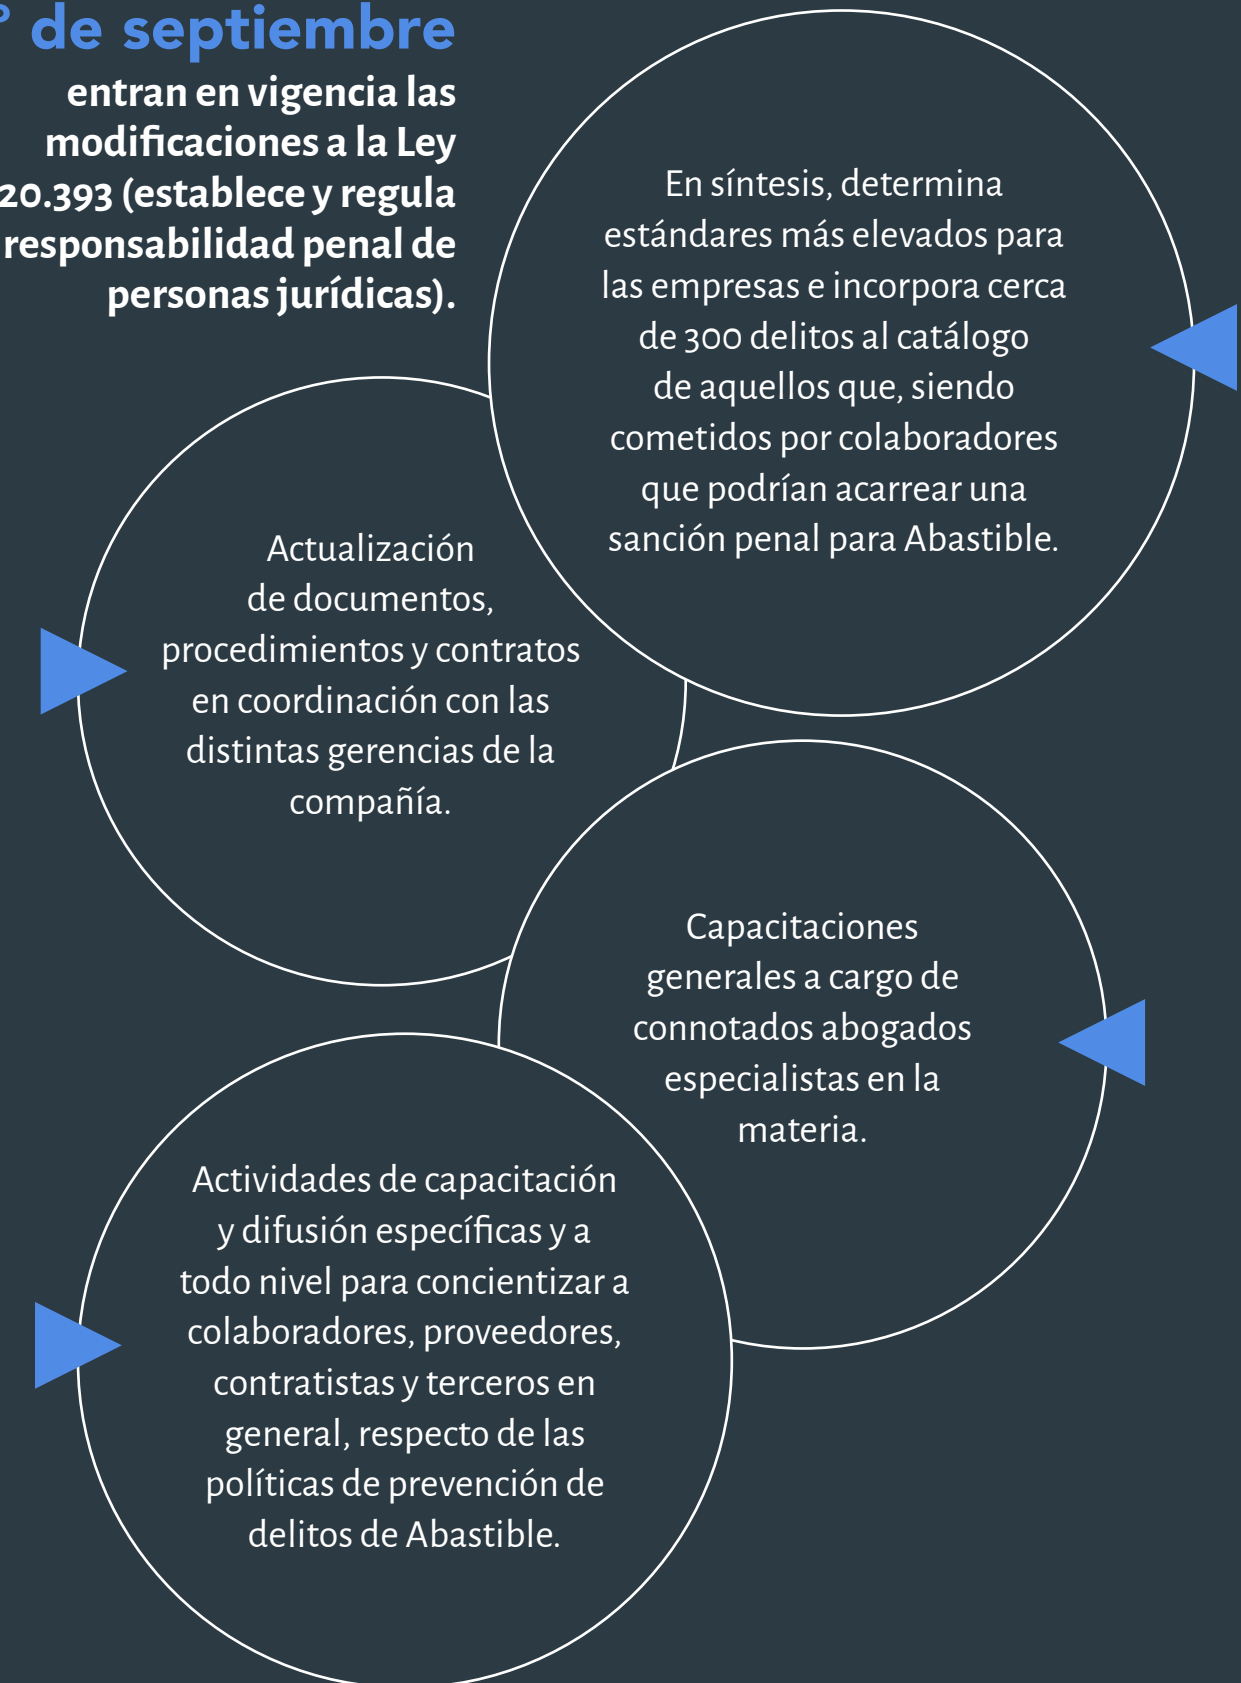 ° de septiembre
entran en vigencia las
modificaciones a la Ley
20.393 (establece y regula
responsabilidad penal de
personas jurídicas).
En síntesis, determina
estándares más elevados para
las empresas e incorpora cerca
de 300 delitos al catálogo
de aquellos que, siendo
cometidos por colaboradores
que podrían acarrear una
sanción penal para Abastible.
Actualización
de documentos,
procedimientos y contratos
en coordinación con las
distintas gerencias de la
compañía.
Capacitaciones
generales a cargo de
connotados abogados
especialistas en la
materia.
Actividades de capacitación
y difusión específicas y a
todo nivel para concientizar a
colaboradores, proveedores,
contratistas y terceros en
general, respecto de las
políticas de prevención de
delitos de Abastible.